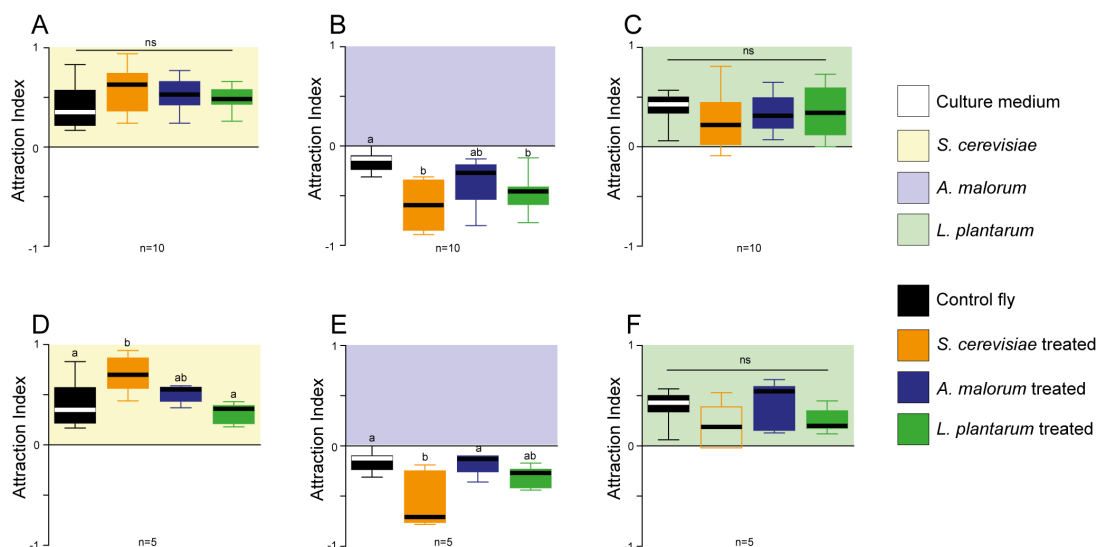 A
Attraction Index
1
0
-1
ns
n=10
B
Attraction Index
1
0
-1
a
b
ab
b
n=10
C
Attraction Index
1
0
-1
ns
n=10
Culture medium
S. cerevisiae
A. malorum
L. plantarum
Control fly
S. cerevisiae treated
A. malorum treated
L. plantarum treated
D
Attraction Index
1
0
-1
a
b
ab
a
n=5
E
Attraction Index
1
0
-1
a
b
a
ab
n=5
F
Attraction Index
1
0
-1
ns
n=5